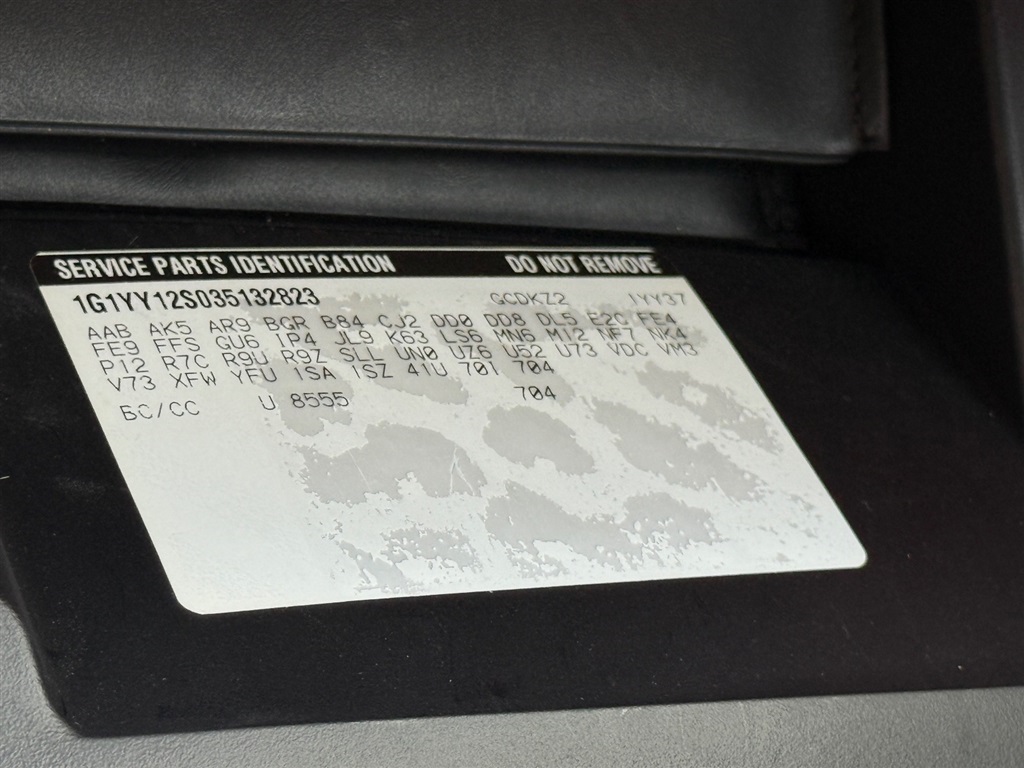 SERVICE PARTS IDENTIFICATION DO NOT REMOVE
1G1YY12S035132823 GCDKZ2 1YY37
AAB AK5 AR9 BGR B84 CJ2 DD0 DD8 DL5 E2C FE4
FE9 FFS GU6 IP4 JL9 K63 LS6 MN6 M12 NF7 NK4
P12 R7C R9U R9Z SLL UN0 UZ6 U52 U73 VDC VM3
V73 XFW YFU 1SA 1SZ 41U 701 704
BC/CC U 8555 704